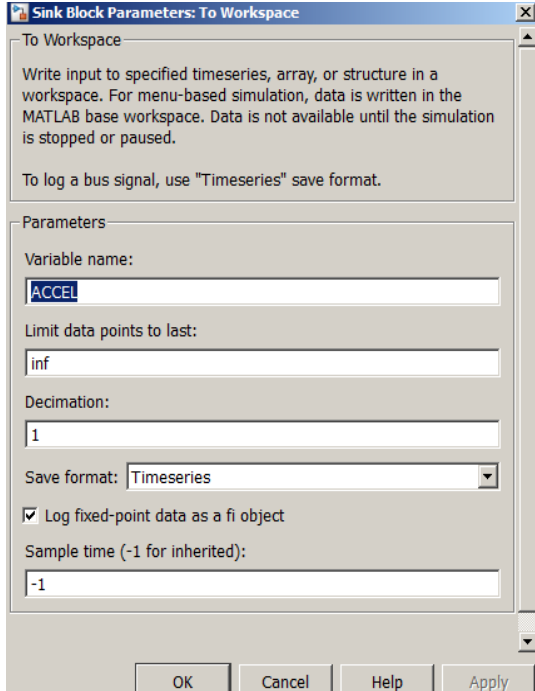 Sink Block Parameters: To Workspace
To Workspace
Write input to specified timeseries, array, or structure in a
workspace. For menu-based simulation, data is written in the
MATLAB base workspace. Data is not available until the simulation
is stopped or paused.
To log a bus signal, use "Timeseries" save format.
Parameters
Variable name:
ACCEL
Limit data points to last:
inf
Decimation:
1
Save format: Timeseries
Log fixed-point data as a fi object
Sample time (-1 for inherited):
-1
OK Cancel Help Apply